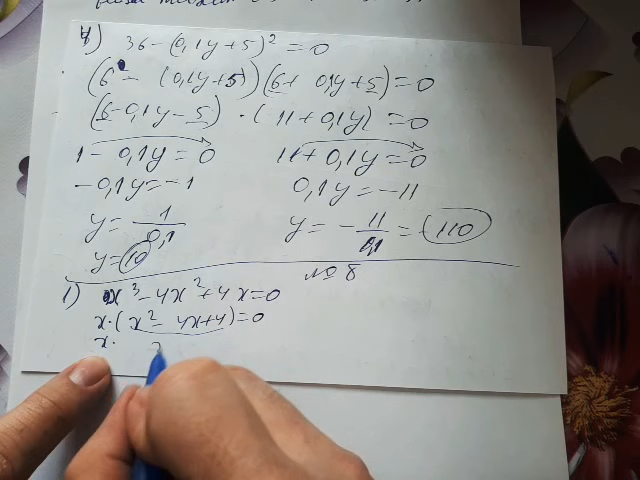 4) 36-(0,1y+5)² = 0
(6 - (0,1y+5))(6+ 0,1y+5)=0
(6-0,1y-5) · (11+0,1y) =0
1-0,1y=0 11+0,1y=0
-0,1y=-1 0,1y=-11
y= 1/0,1 y= - 11/0,1 = -110
y=10
№8
1) x³-4x²+4x=0
x·(x²-4x+4)=0
x·